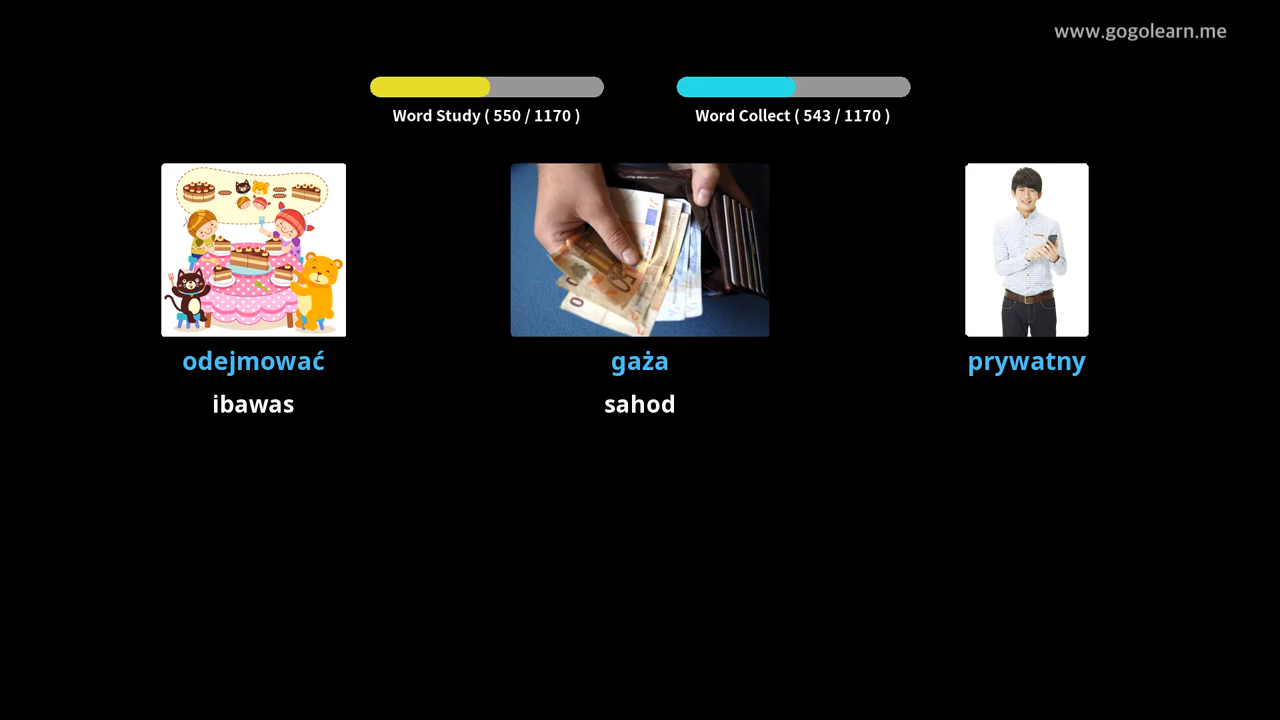 www.gogolearn.me
Word Study ( 550 / 1170 )
Word Collect ( 543 / 1170 )
odejmować
gaża
prywatny
ibawas
sahod